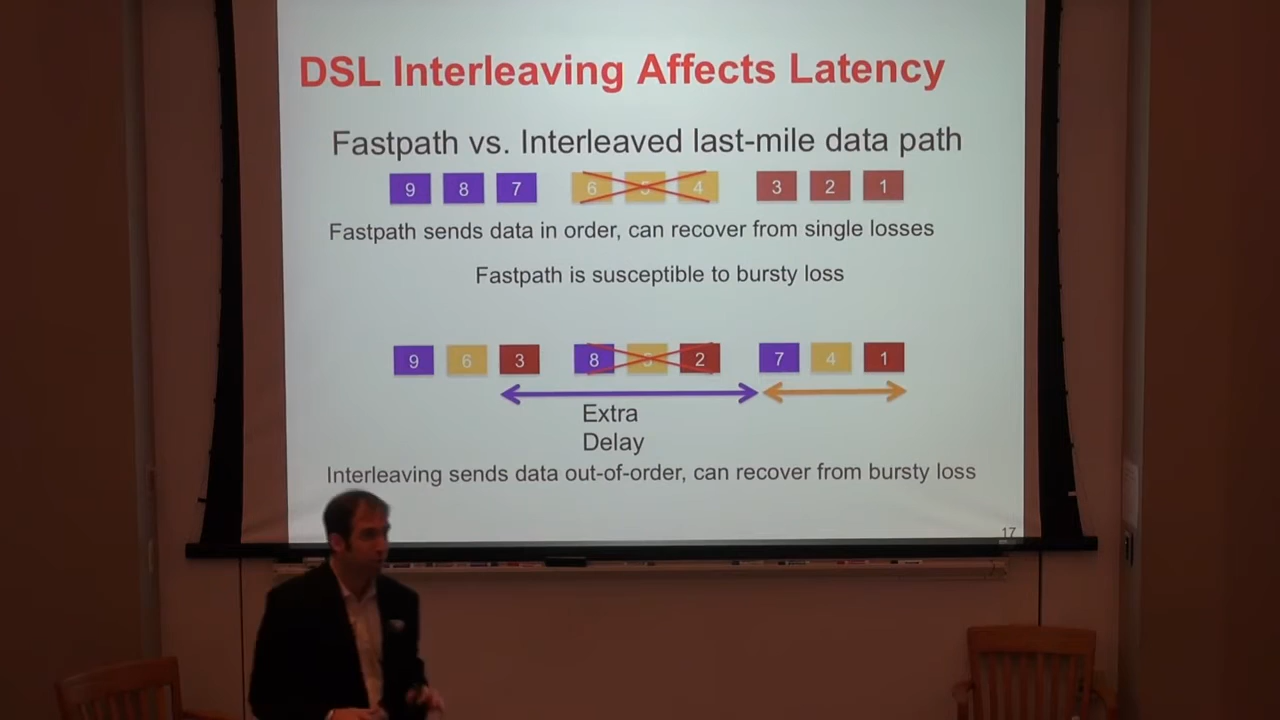 DSL Interleaving Affects Latency
Fastpath vs. Interleaved last-mile data path
9 8 7 6 5 4 3 2 1
Fastpath sends data in order, can recover from single losses
Fastpath is susceptible to bursty loss
9 6 3 8 5 2 7 4 1
Extra
Delay
Interleaving sends data out-of-order, can recover from bursty loss
17